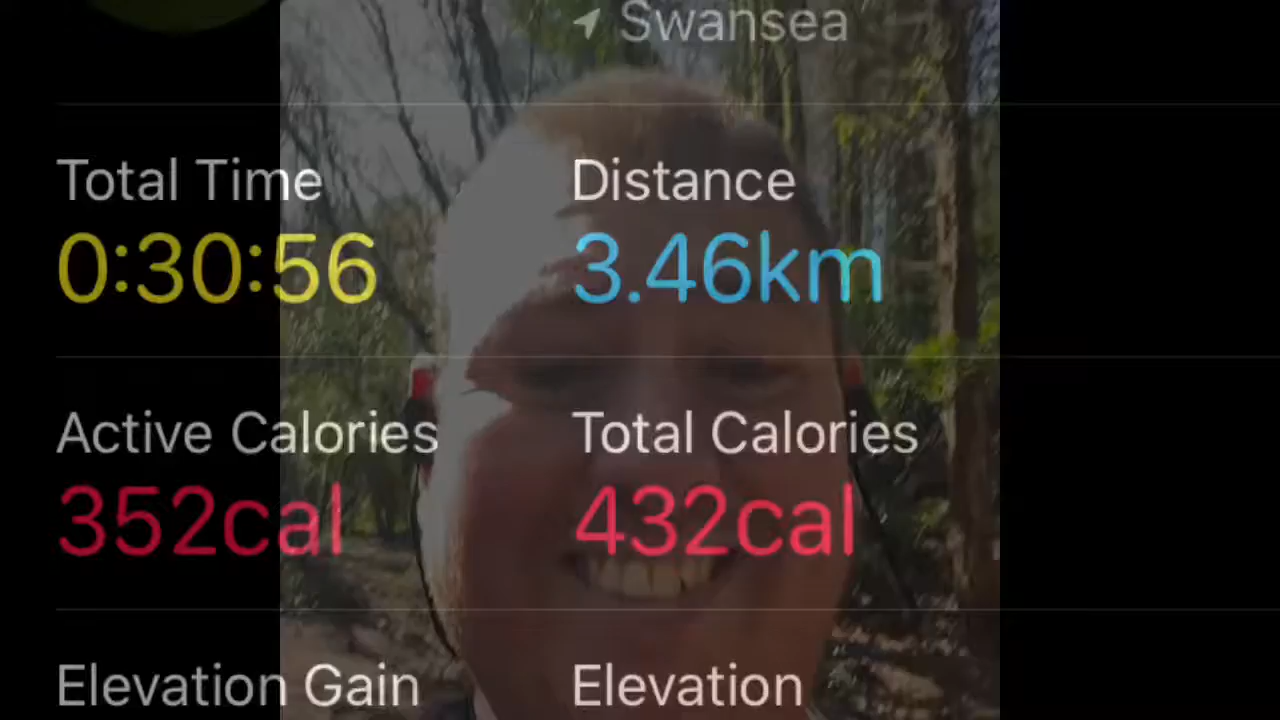 Swansea
Total Time
Distance
0:30:56
3.46km
Active Calories
Total Calories
352cal
432cal
Elevation Gain
Elevation